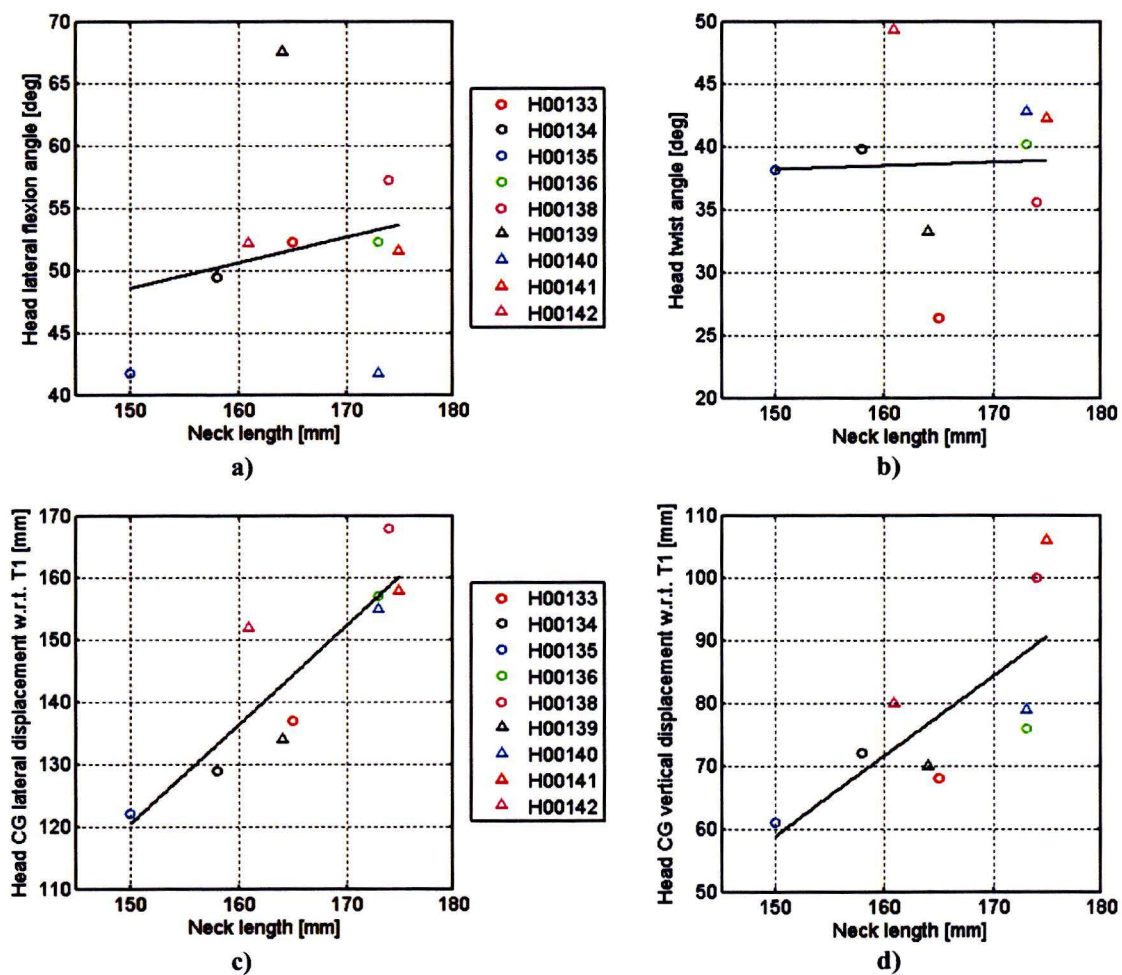 Head lateral flexion angle [deg]
70
65
60
55
50
45
40
150
160
170
180
Neck length [mm]
a)
H00133
H00134
H00135
H00136
H00138
H00139
H00140
H00141
H00142
Head twist angle [deg]
50
45
40
35
30
25
20
150
160
170
180
Neck length [mm]
b)
Head CG lateral displacement w.r.t. T1 [mm]
170
160
150
140
130
120
110
150
160
170
180
Neck length [mm]
c)
H00133
H00134
H00135
H00136
H00138
H00139
H00140
H00141
H00142
Head CG vertical displacement w.r.t. T1 [mm]
110
100
90
80
70
60
50
150
160
170
180
Neck length [mm]
d)